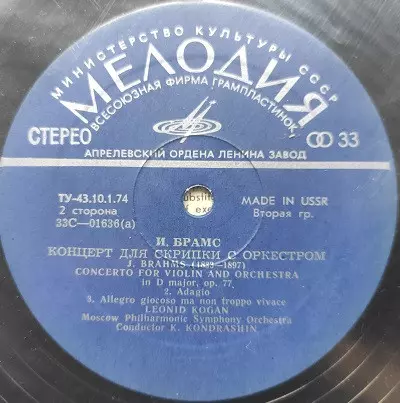 МИНИСТЕРСТВО КУЛЬТУРЫ СССР
МЕЛОДИЯ
ВСЕСОЮЗНАЯ ФИРМА ГРАМПЛАСТИНОК
СТЕРЕО
33
АПРЕЛЕВСКИЙ ОРДЕНА ЛЕНИНА ЗАВОД
ТУ-43.10.1.74
MADE IN USSR
2 сторона
Вторая гр.
33С—01636(а)
И. БРАМС
КОНЦЕРТ ДЛЯ СКРИПКИ С ОРКЕСТРОМ
J. BRAHMS (1833—1897)
CONCERTO FOR VIOLIN AND ORCHESTRA
in D major, op. 77
2. Adagio
3. Allegro giocoso ma non troppo vivace
LEONID KOGAN
Moscow Philharmonic Symphony Orchestra
Conductor K. KONDRASHIN